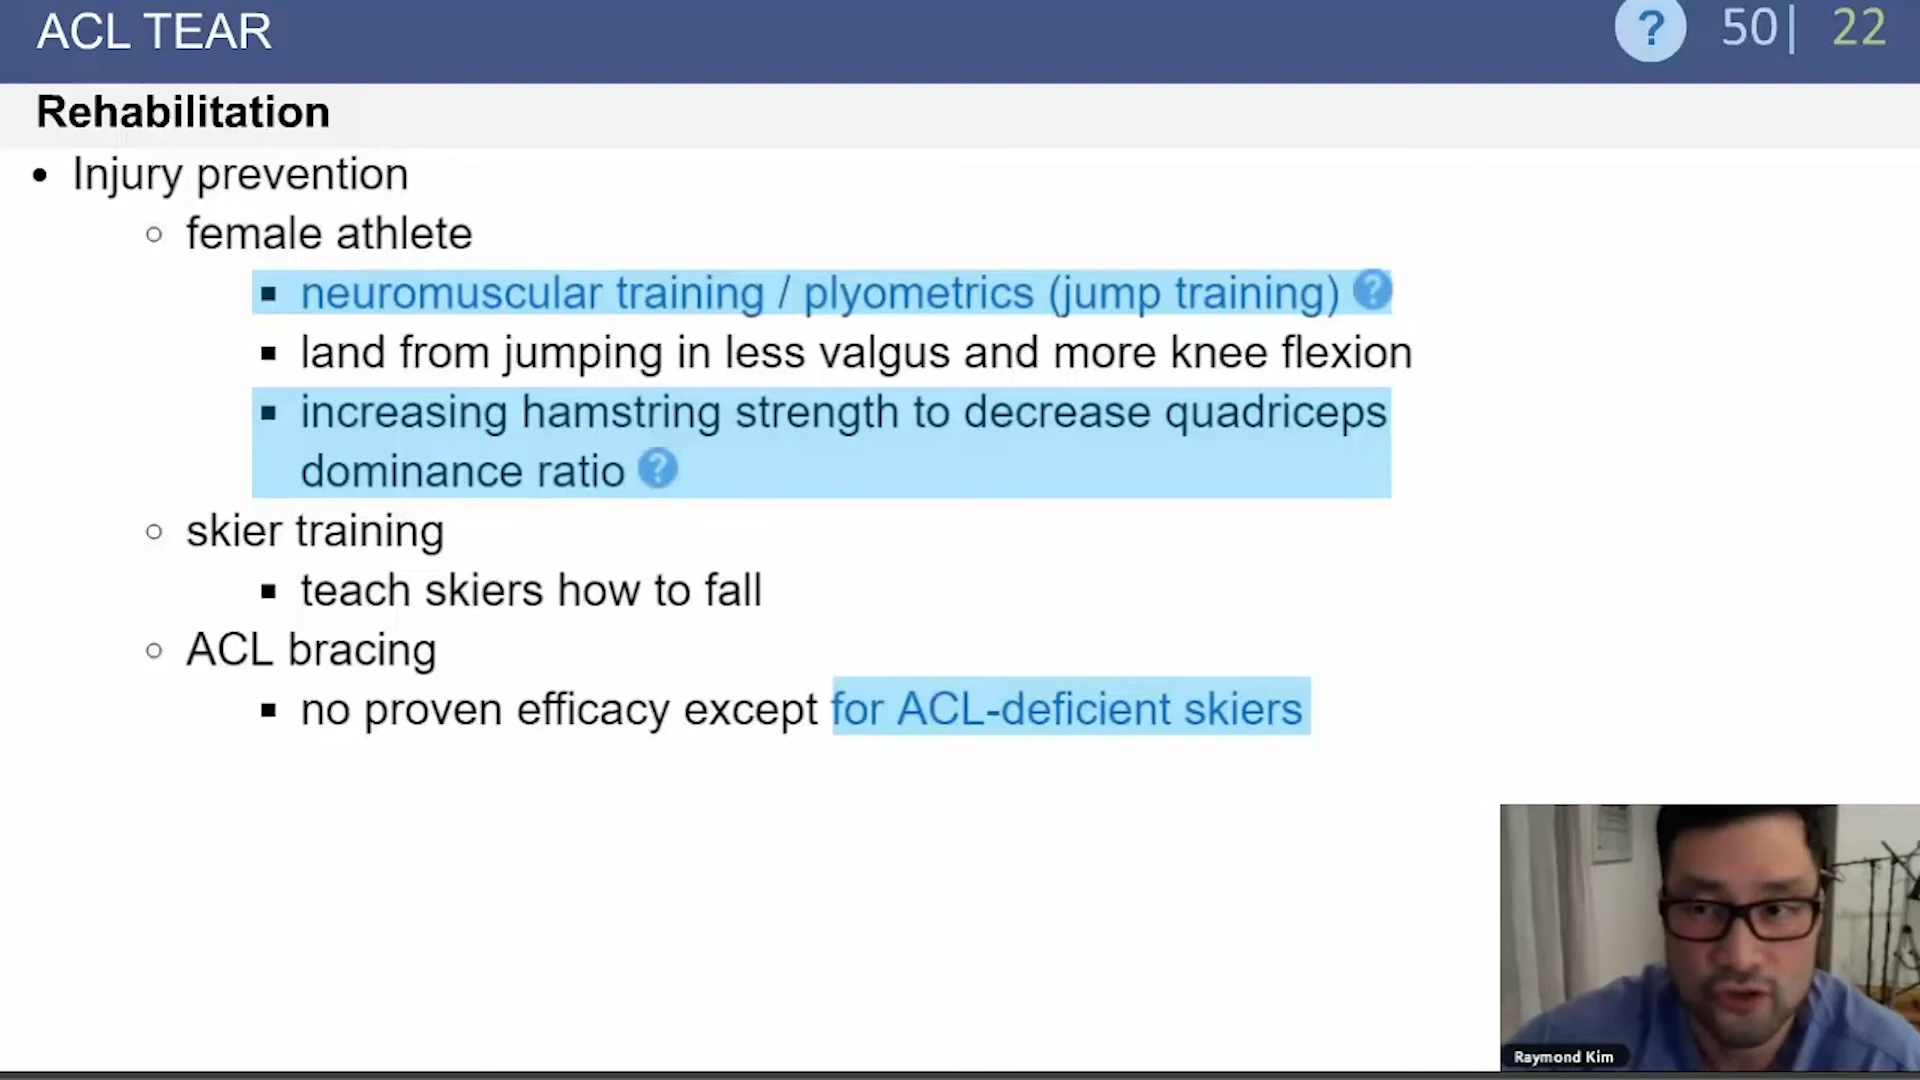 ACL TEAR
? 50| 22
Rehabilitation
• Injury prevention
○ female athlete
▪ neuromuscular training / plyometrics (jump training) ?
▪ land from jumping in less valgus and more knee flexion
▪ increasing hamstring strength to decrease quadriceps
dominance ratio ?
○ skier training
▪ teach skiers how to fall
○ ACL bracing
▪ no proven efficacy except for ACL-deficient skiers
Raymond Kim